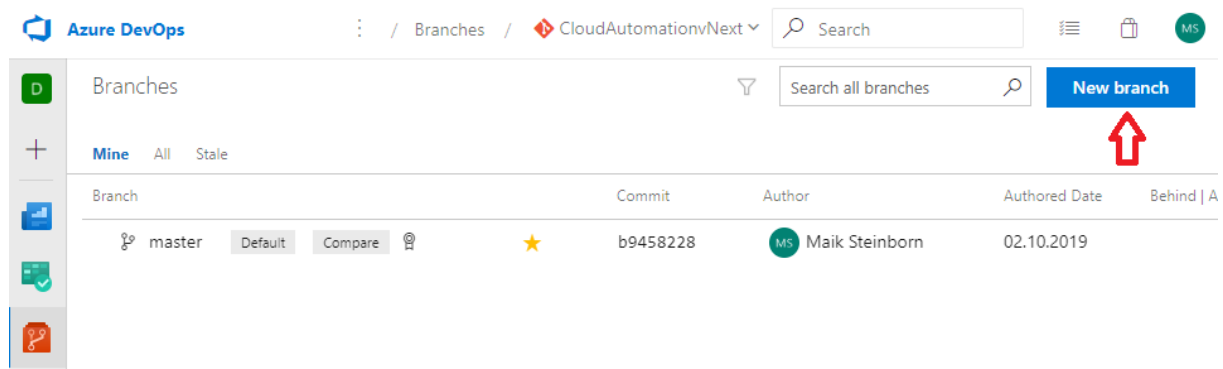 Azure DevOps / Branches / CloudAutomationvNext Search MS
D Branches Search all branches New branch
Mine All Stale
Branch Commit Author Authored Date Behind | A
master Default Compare b9458228 MS Maik Steinborn 02.10.2019